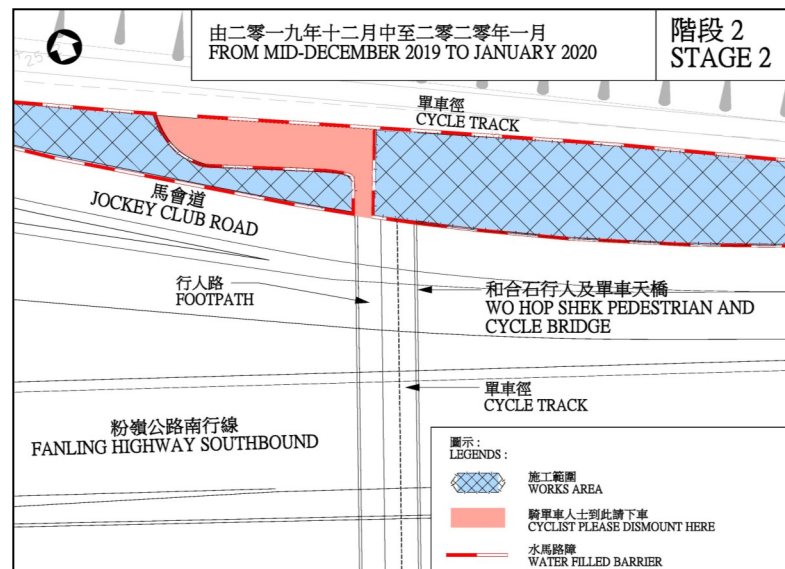 由二零一九年十二月中至二零二零年一月
FROM MID-DECEMBER 2019 TO JANUARY 2020
階段 2
STAGE 2
單車徑
CYCLE TRACK
馬會道
JOCKEY CLUB ROAD
行人路
FOOTPATH
和合石行人及單車天橋
WO HOP SHEK PEDESTRIAN AND
CYCLE BRIDGE
單車徑
CYCLE TRACK
粉嶺公路南行線
FANLING HIGHWAY SOUTHBOUND
圖示 :
LEGENDS :
施工範圍
WORKS AREA
騎單車人士到此請下車
CYCLIST PLEASE DISMOUNT HERE
水馬路障
WATER FILLED BARRIER